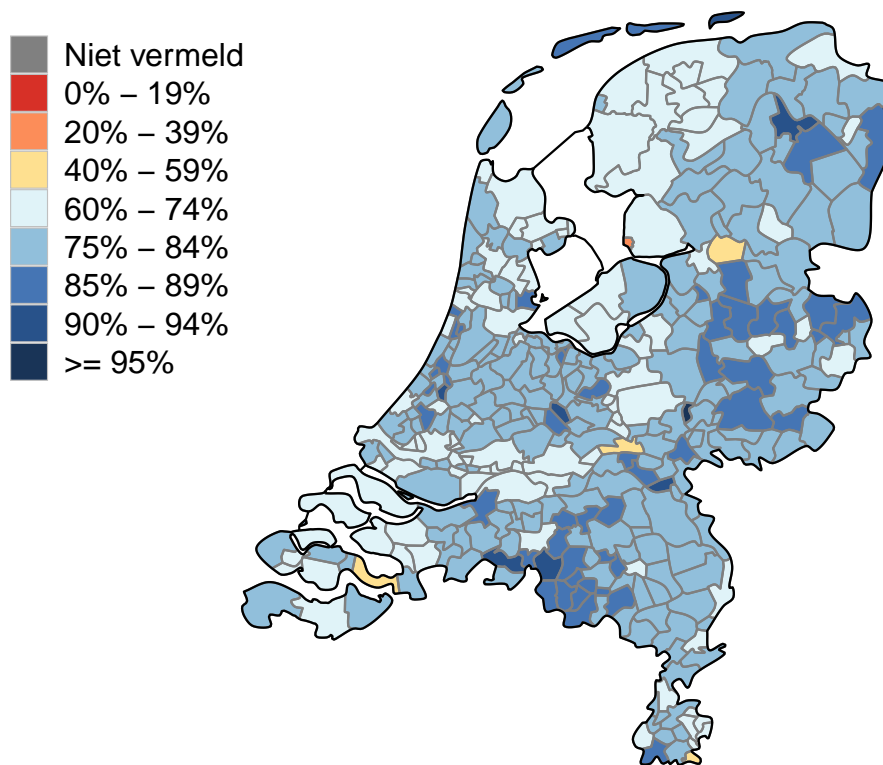 Niet vermeld
0% – 19%
20% – 39%
40% – 59%
60% – 74%
75% – 84%
85% – 89%
90% – 94%
>= 95%